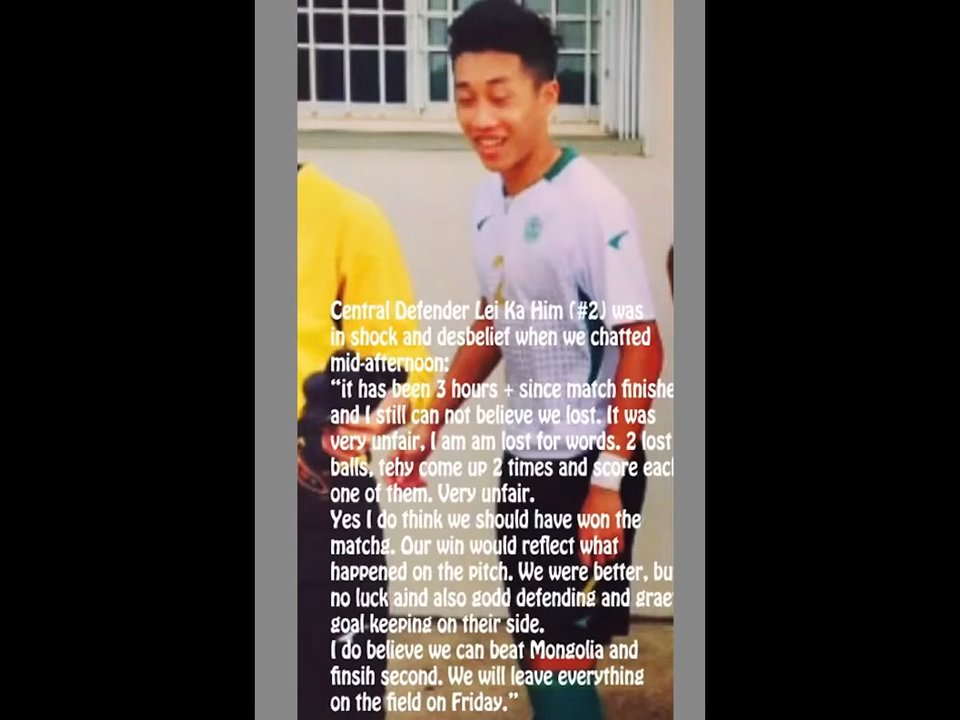 Central Defender Lei Ka Him (#2) was
in shock and desbelief when we chatted
mid-afternoon:
“it has been 3 hours + since match finishe
and I still can not believe we lost. It was
very unfair, I am am lost for words. 2 lost
balls, tehy come up 2 times and score eac
one of them. Very unfair.
Yes I do think we should have won the
matchg. Our win would reflect what
happened on the pitch. We were better, bu
no luck aind also godd defending and grae
goal keeping on their side.
I do believe we can beat Mongolia and
finsih second. We will leave everything
on the field on Friday.”